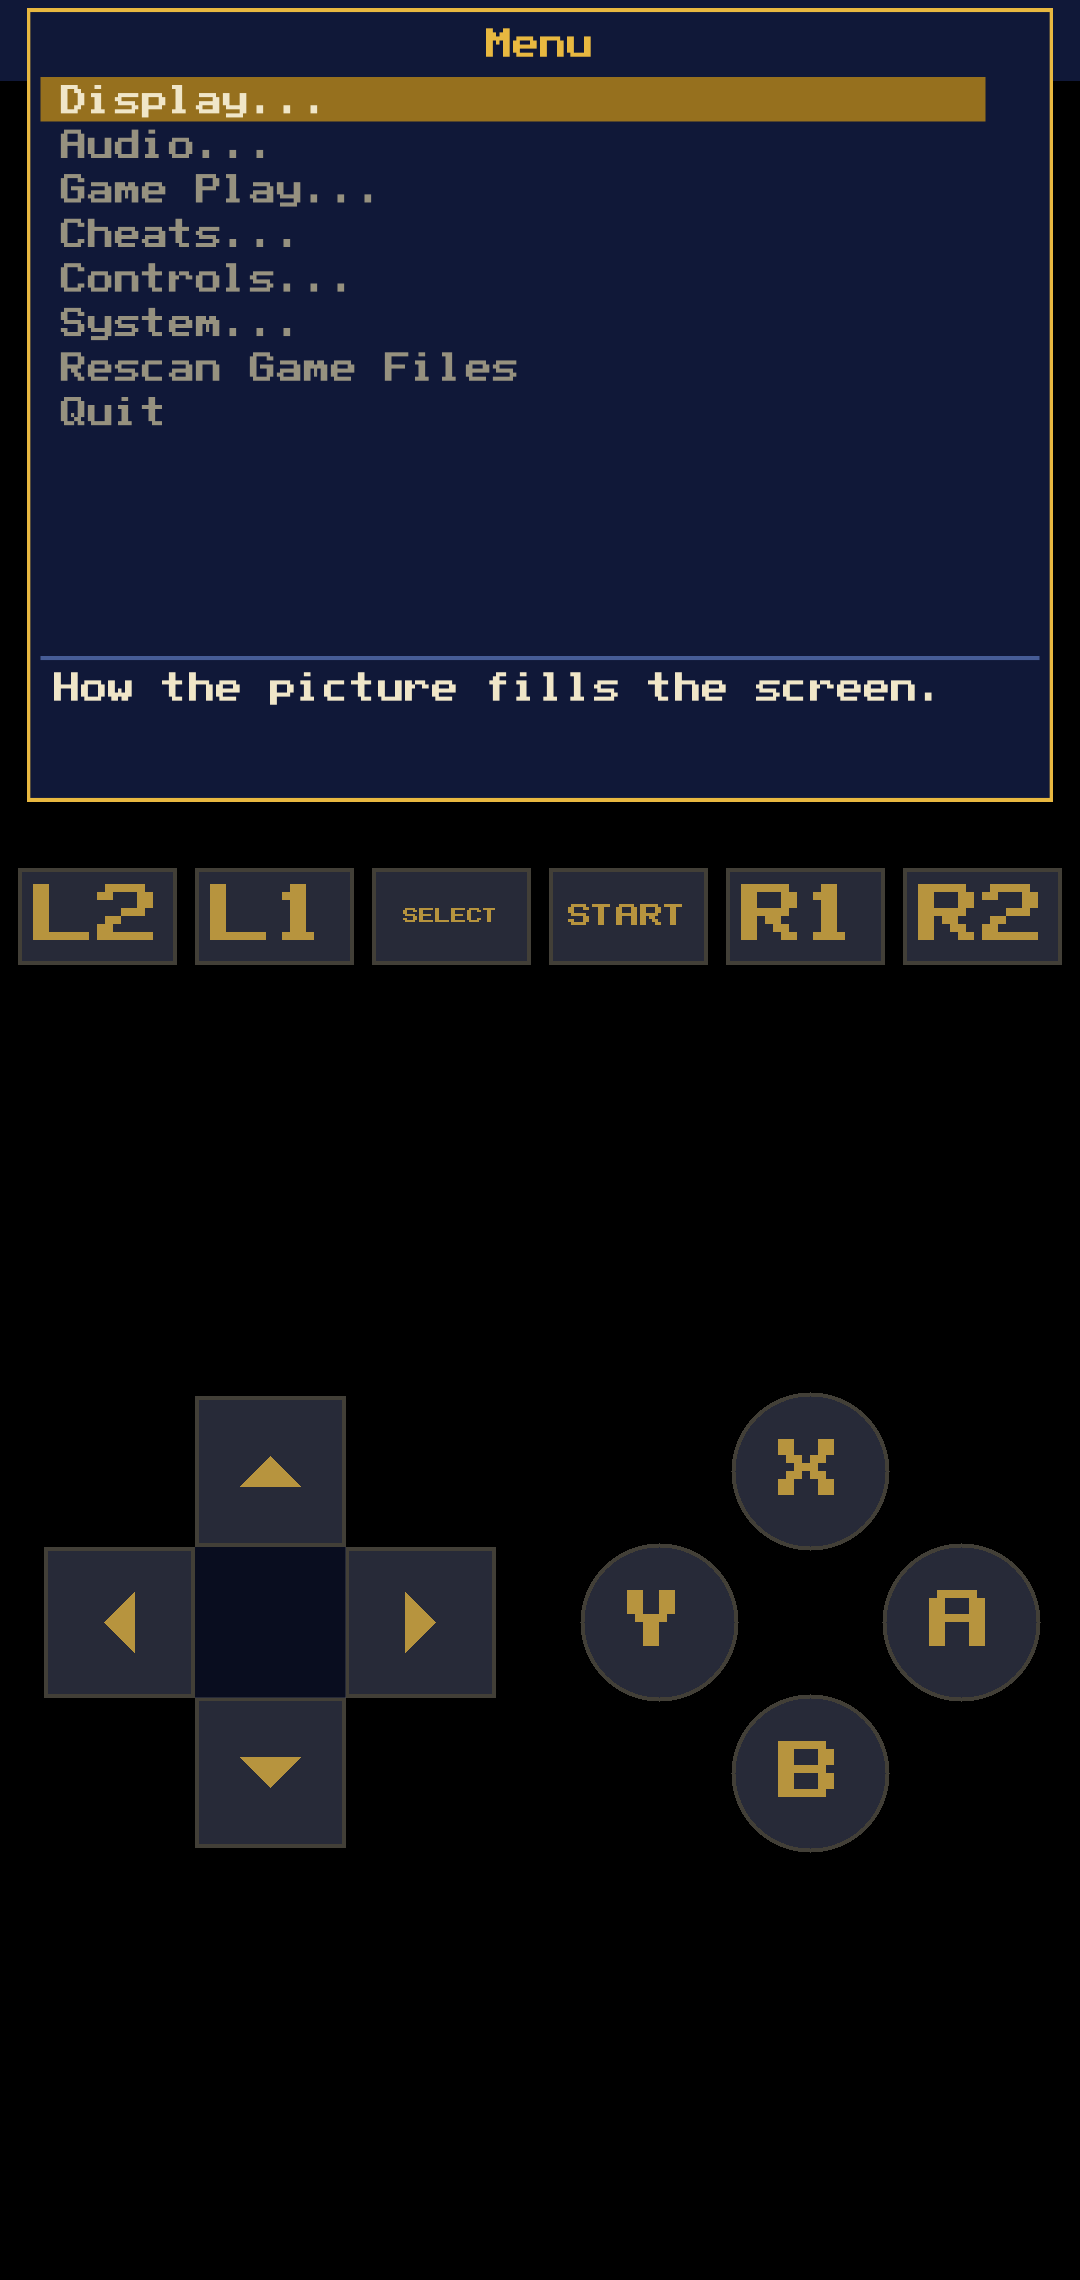 Menu
Display...
Audio...
Game Play...
Cheats...
Controls...
System...
Rescan Game Files
Quit
How the picture fills the screen.
L2 L1 SELECT START R1 R2
X
Y A
B